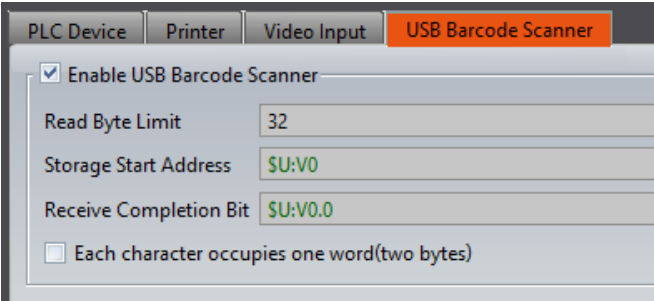 PLC Device Printer Video Input USB Barcode Scanner
Enable USB Barcode Scanner
Read Byte Limit 32
Storage Start Address $U:V0
Receive Completion Bit $U:V0.0
Each character occupies one word(two bytes)